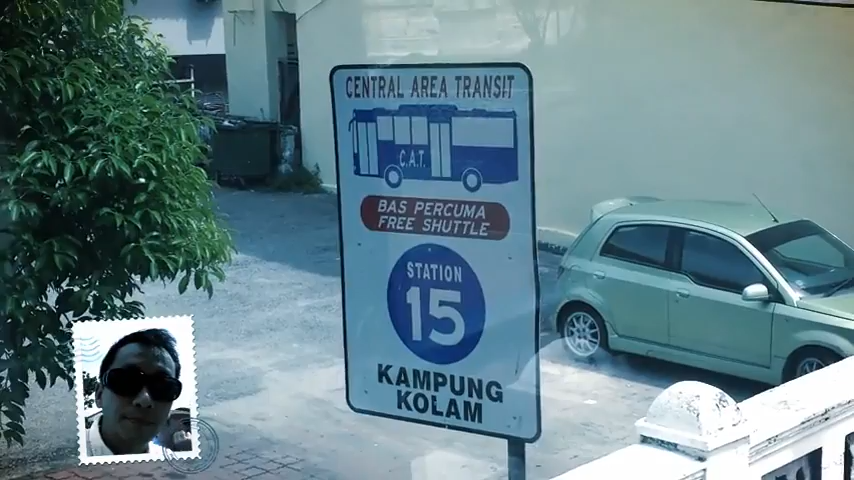 CENTRAL AREA TRANSIT
C.A.T.
BAS PERCUMA
FREE SHUTTLE
STATION
15
KAMPUNG
KOLAM